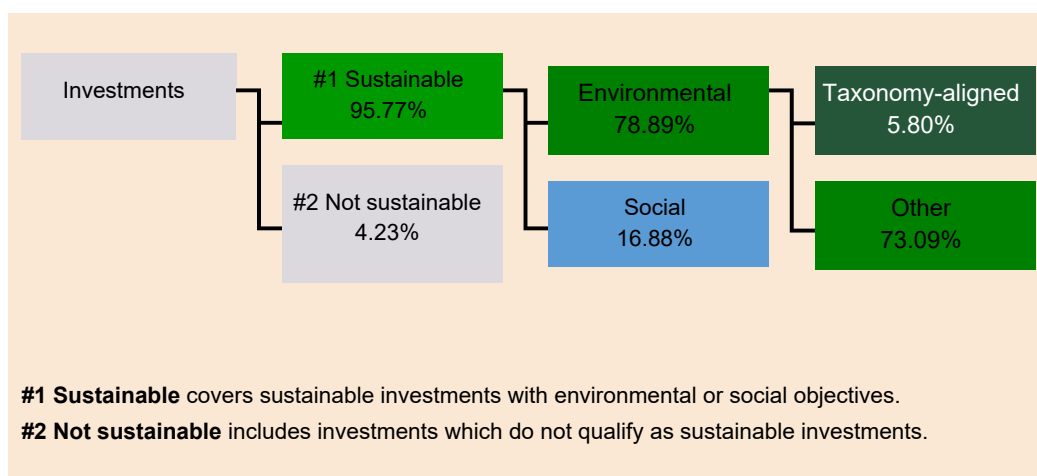 Investments
#1 Sustainable
95.77%
#2 Not sustainable
4.23%
Environmental
78.89%
Social
16.88%
Taxonomy-aligned
5.80%
Other
73.09%
#1 Sustainable covers sustainable investments with environmental or social objectives.
#2 Not sustainable includes investments which do not qualify as sustainable investments.